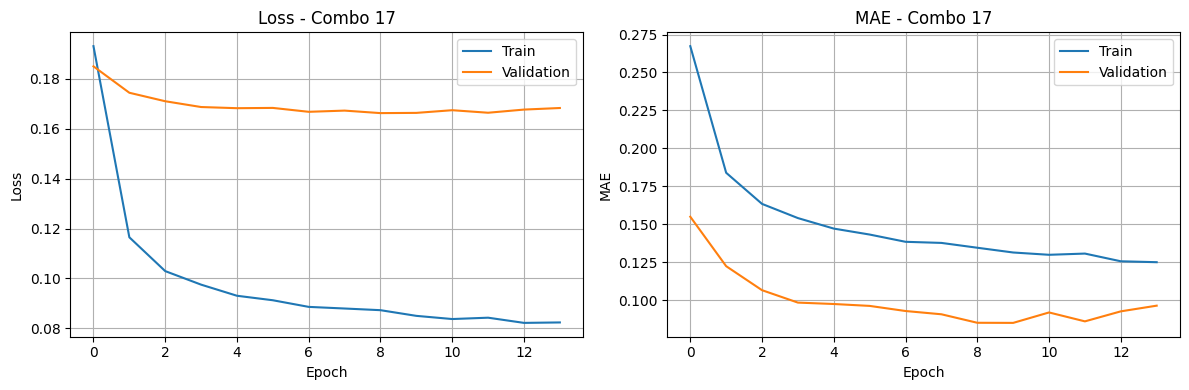 Loss - Combo 17
Train
Validation
0.18
0.16
0.14
0.12
0.10
0.08
Loss
0 2 4 6 8 10 12
Epoch
MAE - Combo 17
Train
Validation
0.275
0.250
0.225
0.200
0.175
0.150
0.125
0.100
MAE
0 2 4 6 8 10 12
Epoch